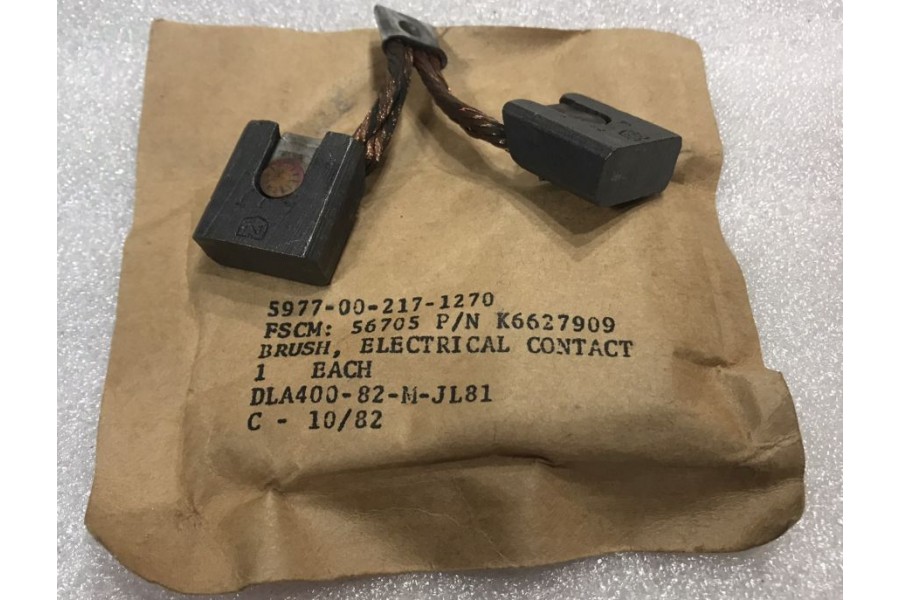 5977-00-217-1270
FSCM: 56705 P/N K6627909
BRUSH, ELECTRICAL CONTACT
1 EACH
DLA400-82-M-JL81
C - 10/82